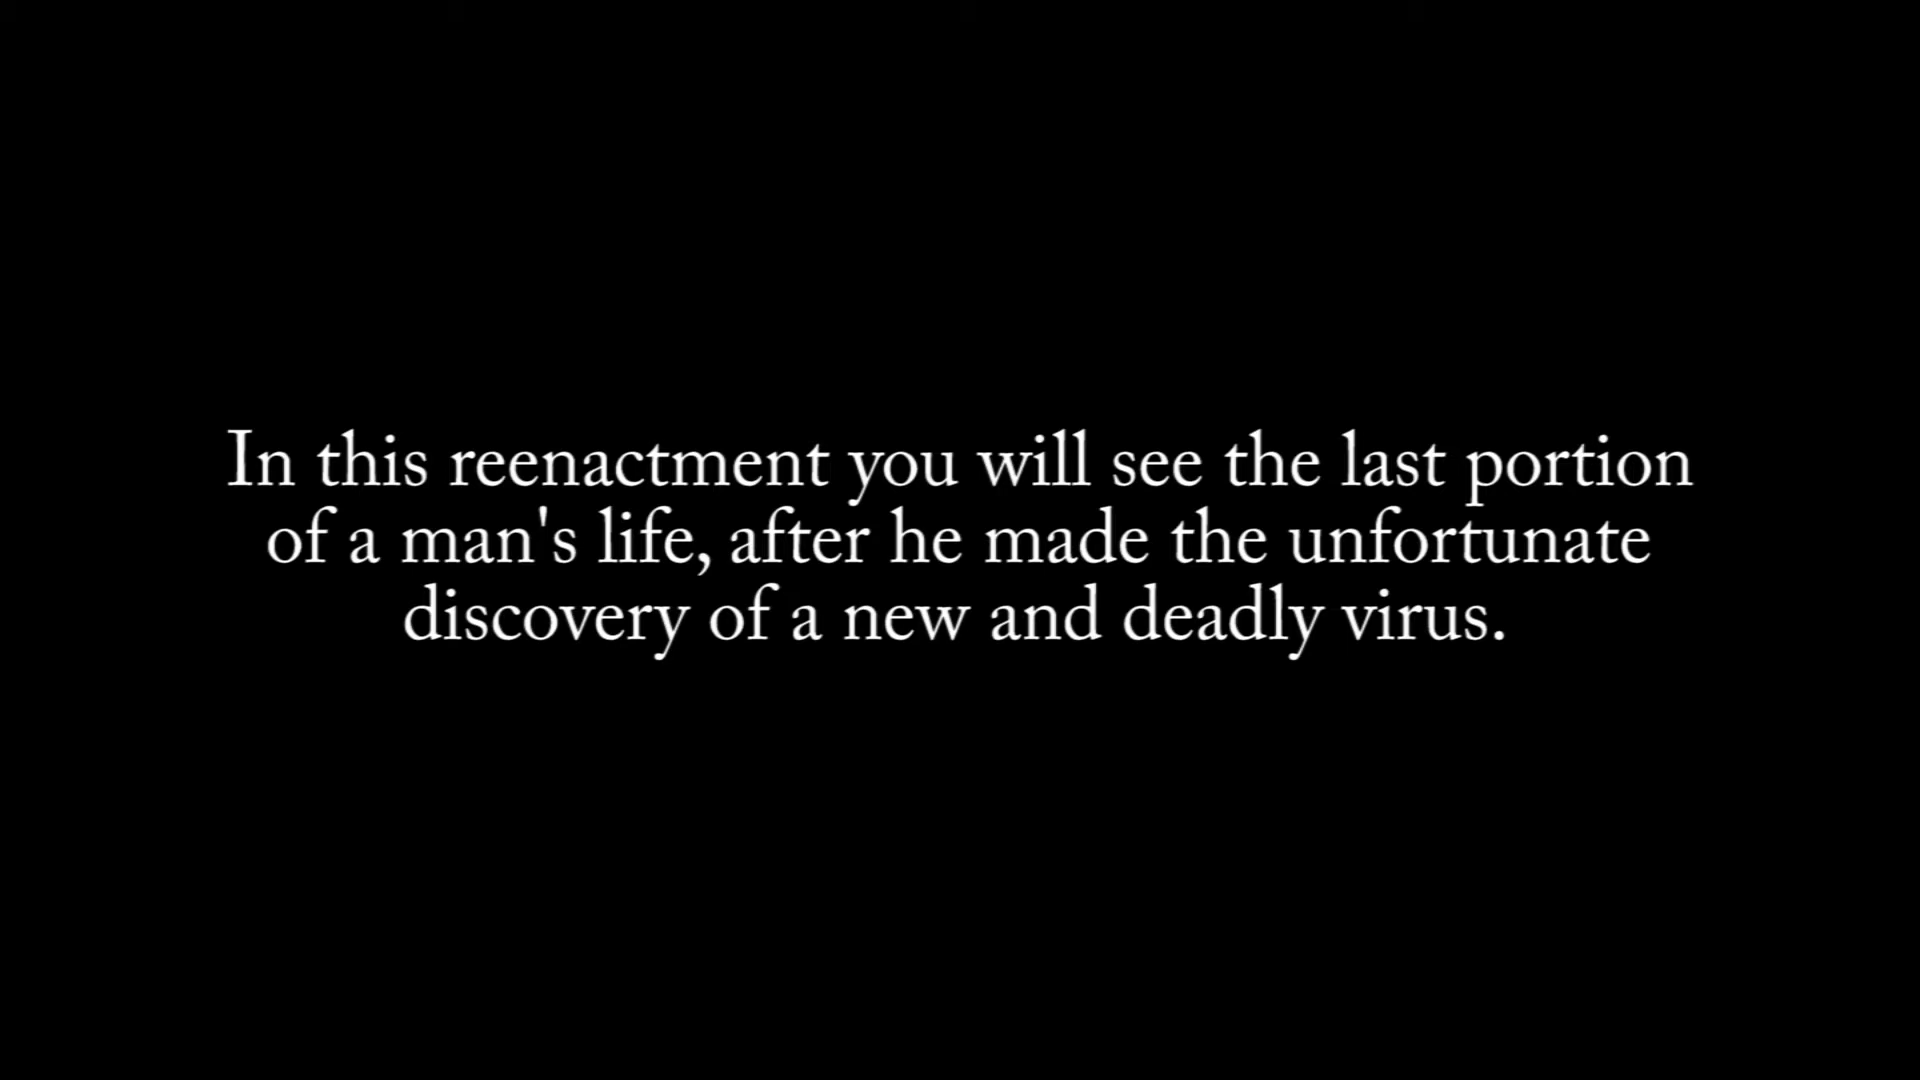 In this reenactment you will see the last portion
of a man's life, after he made the unfortunate
discovery of a new and deadly virus.